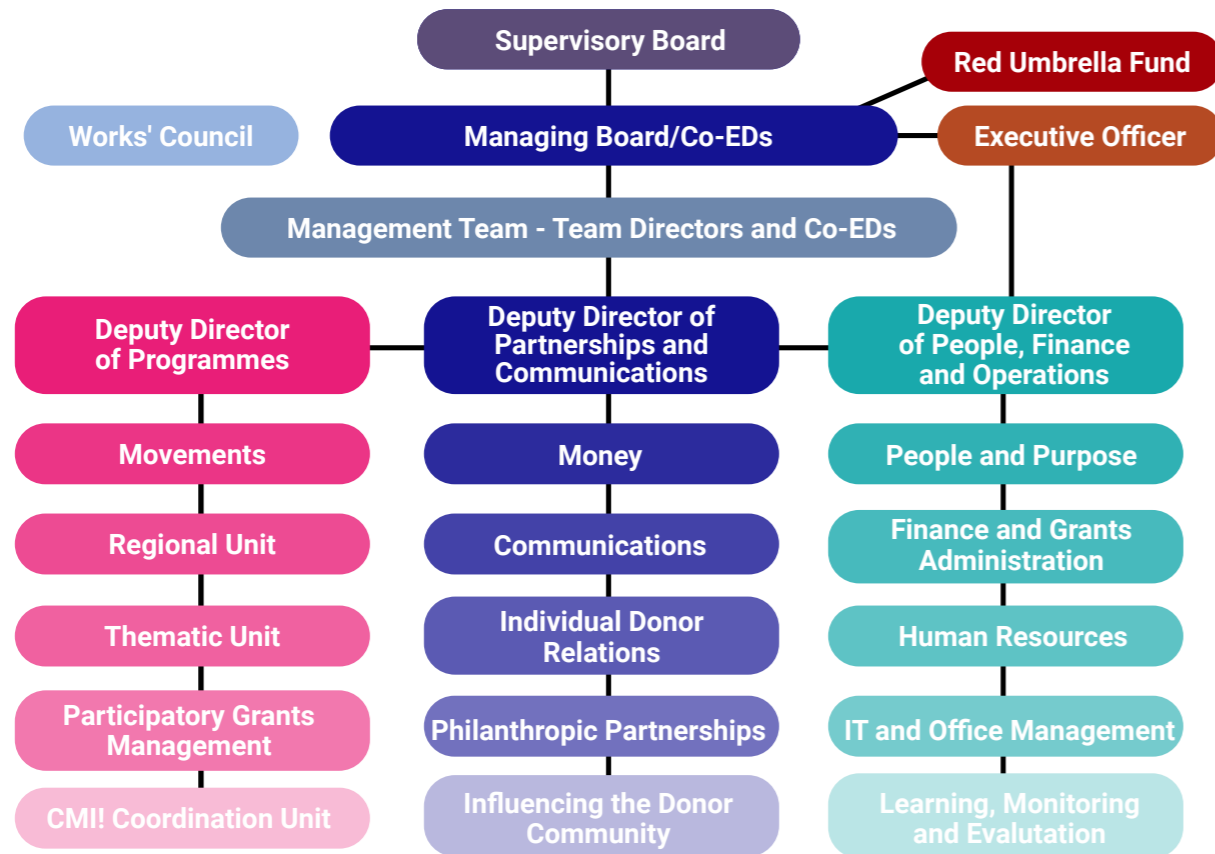 Supervisory Board
Red Umbrella Fund
Works' Council
Managing Board/Co-EDs
Executive Officer
Management Team - Team Directors and Co-EDs
Deputy Director
of Programmes
Deputy Director of
Partnerships and
Communications
Deputy Director
of People, Finance
and Operations
Movements
Money
People and Purpose
Regional Unit
Communications
Finance and Grants
Administration
Thematic Unit
Individual Donor
Relations
Human Resources
Participatory Grants
Management
Philanthropic Partnerships
IT and Office Management
CMI! Coordination Unit
Influencing the Donor
Community
Learning, Monitoring
and Evalutation